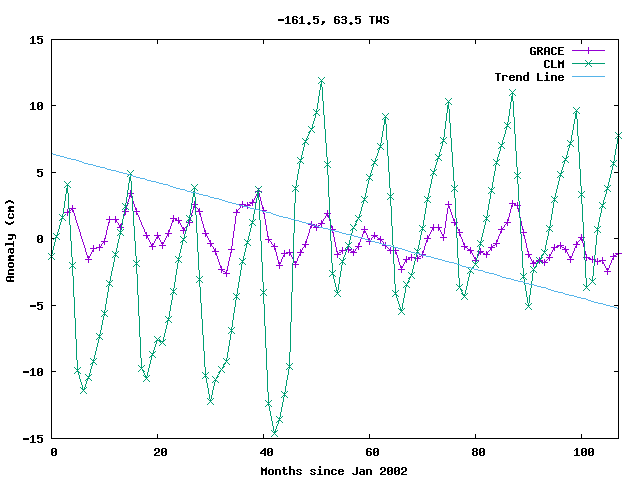 -161.5, 63.5 TWS
GRACE
CLM
Trend Line
Anomaly (cm)
15
10
5
0
-5
-10
-15
0 20 40 60 80 100
Months since Jan 2002